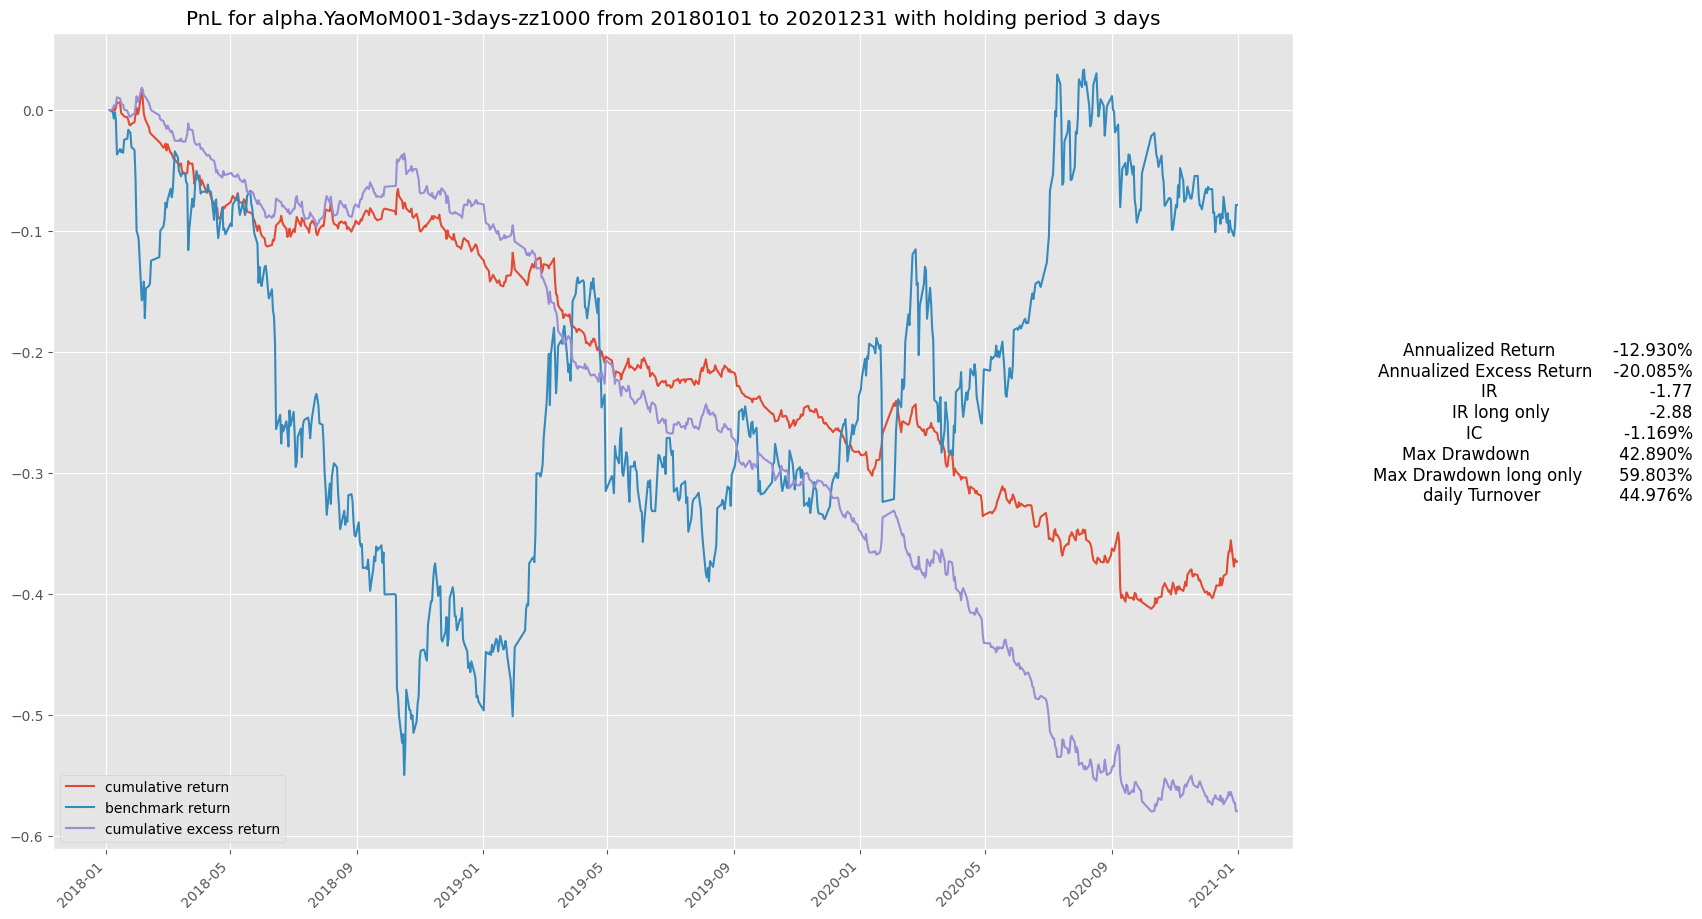 PnL for alpha.YaoMoM001-3days-zz1000 from 20180101 to 20201231 with holding period 3 days
0.0
−0.1
−0.2
−0.3
−0.4
−0.5
−0.6
cumulative return
benchmark return
cumulative excess return
2018-01
2018-05
2018-09
2019-01
2019-05
2019-09
2020-01
2020-05
2020-09
2021-01
Annualized Return -12.930%
Annualized Excess Return -20.085%
IR -1.77
IR long only -2.88
IC -1.169%
Max Drawdown 42.890%
Max Drawdown long only 59.803%
daily Turnover 44.976%